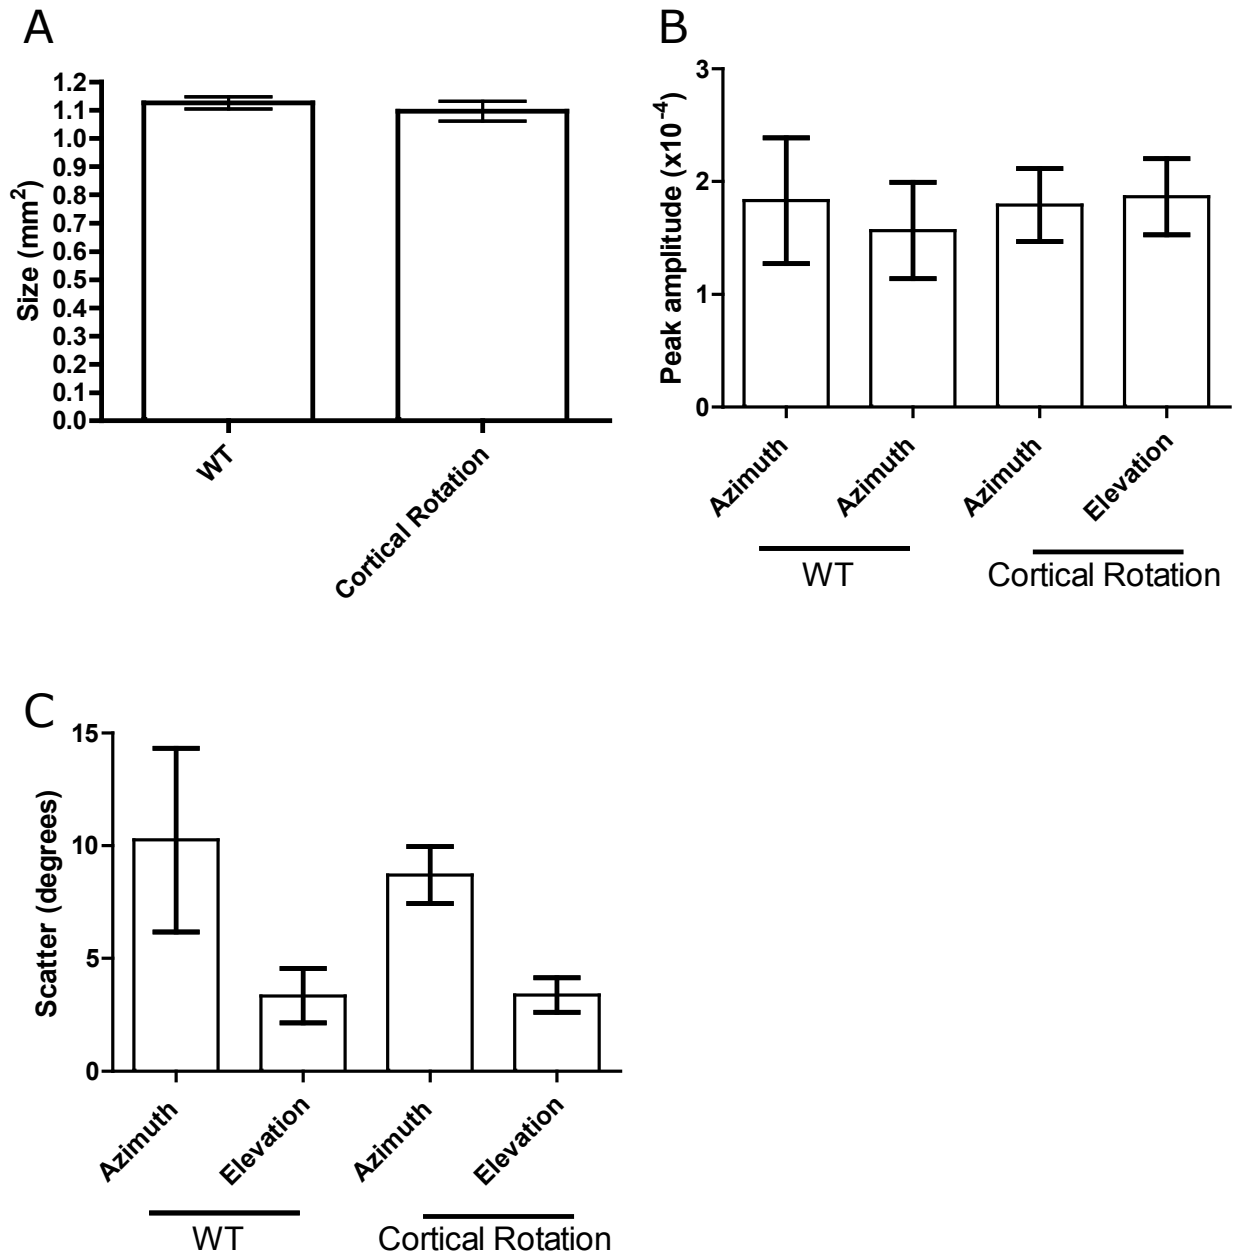 A
Size (mm²)
1.2
1.1
1.0
0.9
0.8
0.7
0.6
0.5
0.4
0.3
0.2
0.1
0.0
WT
Cortical Rotation
B
Peak amplitude (x10⁻⁴)
3
2
1
0
Azimuth
Azimuth
Azimuth
Elevation
WT
Cortical Rotation
C
Scatter (degrees)
15
10
5
0
Azimuth
Elevation
Azimuth
Elevation
WT
Cortical Rotation